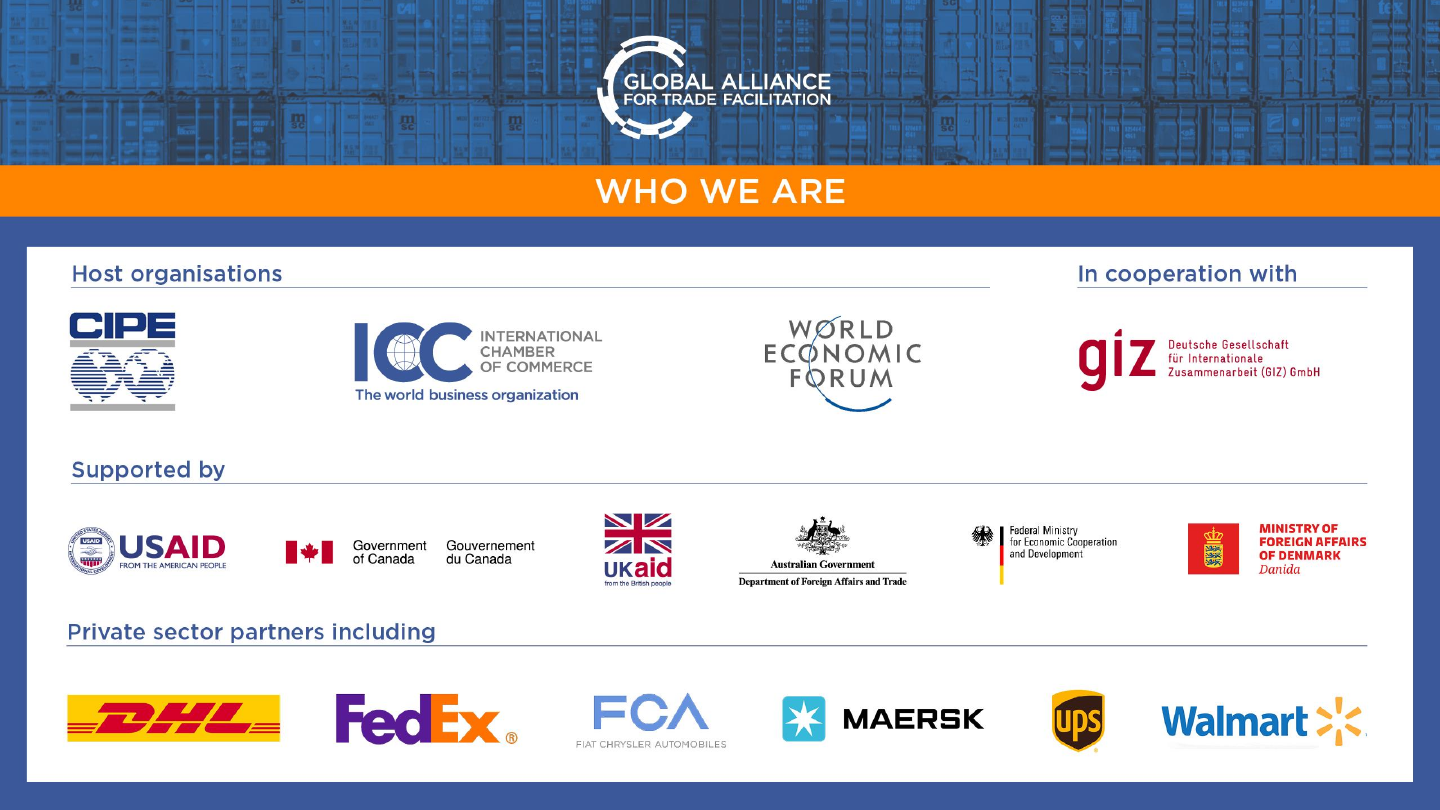 GLOBAL ALLIANCE
FOR TRADE FACILITATION
WHO WE ARE
Host organisations
In cooperation with
CIPE
ICC
INTERNATIONAL
CHAMBER
OF COMMERCE
The world business organization
WORLD
ECONOMIC
FORUM
giz
Deutsche Gesellschaft
für Internationale
Zusammenarbeit (GIZ) GmbH
Supported by
USAID
USAID
FROM THE AMERICAN PEOPLE
Government
of Canada
Gouvernement
du Canada
UKaid
from the British people
Australian Government
Department of Foreign Affairs and Trade
Federal Ministry
for Economic Cooperation
and Development
MINISTRY OF
FOREIGN AFFAIRS
OF DENMARK
Danida
Private sector partners including
DHL
FedEx®
FCA
FIAT CHRYSLER AUTOMOBILES
MAERSK
ups
Walmart